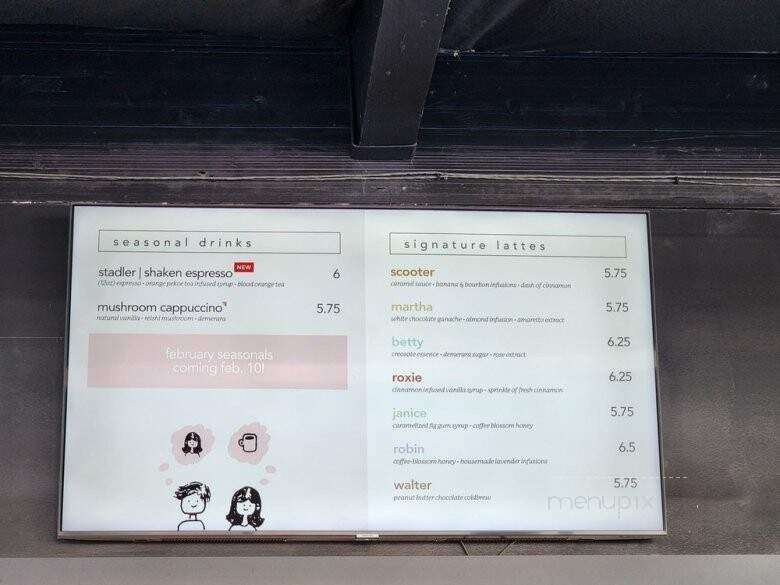 seasonal drinks
stadler | shaken espresso NEW 6
(12oz) espresso • orange pekoe tea infused syrup • blood orange tea
mushroom cappuccino 5.75
natural vanilla • reishi mushroom • demerara
february seasonals
coming feb. 10!
signature lattes
scooter 5.75
caramel sauce • banana & bourbon infusions • dash of cinnamon
martha 5.75
white chocolate ganache • almond infusion • amaretto extract
betty 6.25
creosote essence • demerara sugar • rose extract
roxie 6.25
cinnamon infused vanilla syrup • sprinkle of fresh cinnamon
janice 5.75
caramelized fig gum syrup • coffee blossom honey
robin 6.5
coffee-blossom honey • housemade lavender infusions
walter 5.75
peanut butter chocolate coldbrew
menupix